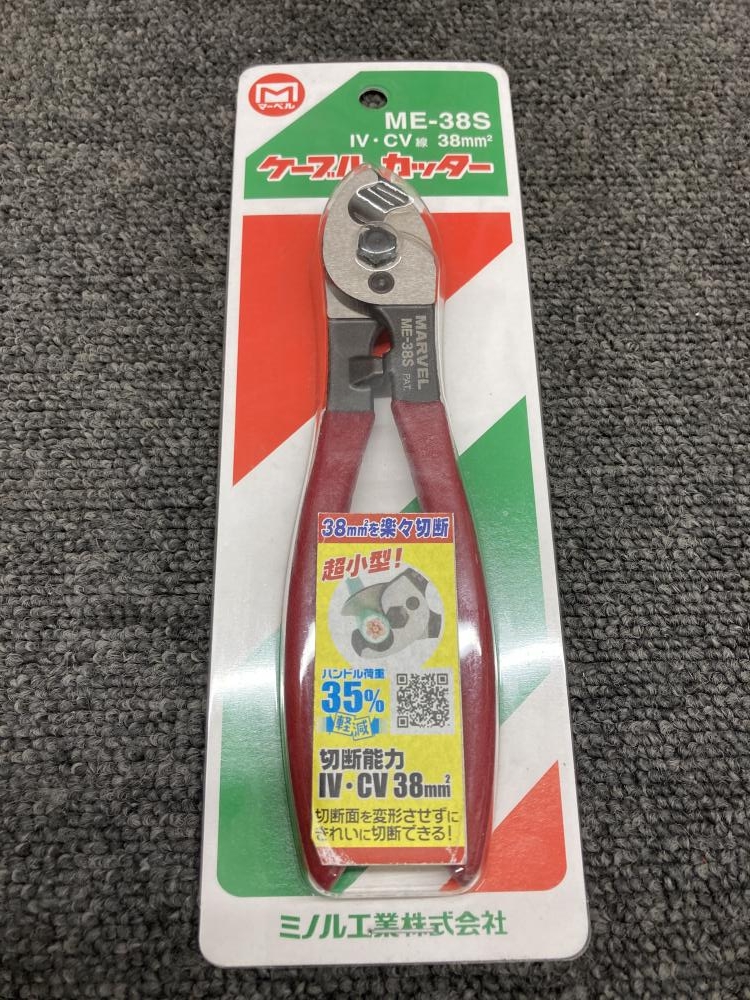 マーベル
ME-38S
IV・CV線 38mm²
ケーブルカッター
MARVEL
ME-38S PAT.
38mm²を楽々切断
超小型!
ハンドル荷重
35%
軽減
切断能力
IV・CV 38mm²
切断面を変形させずに
きれいに切断できる!
ミノル工業株式会社